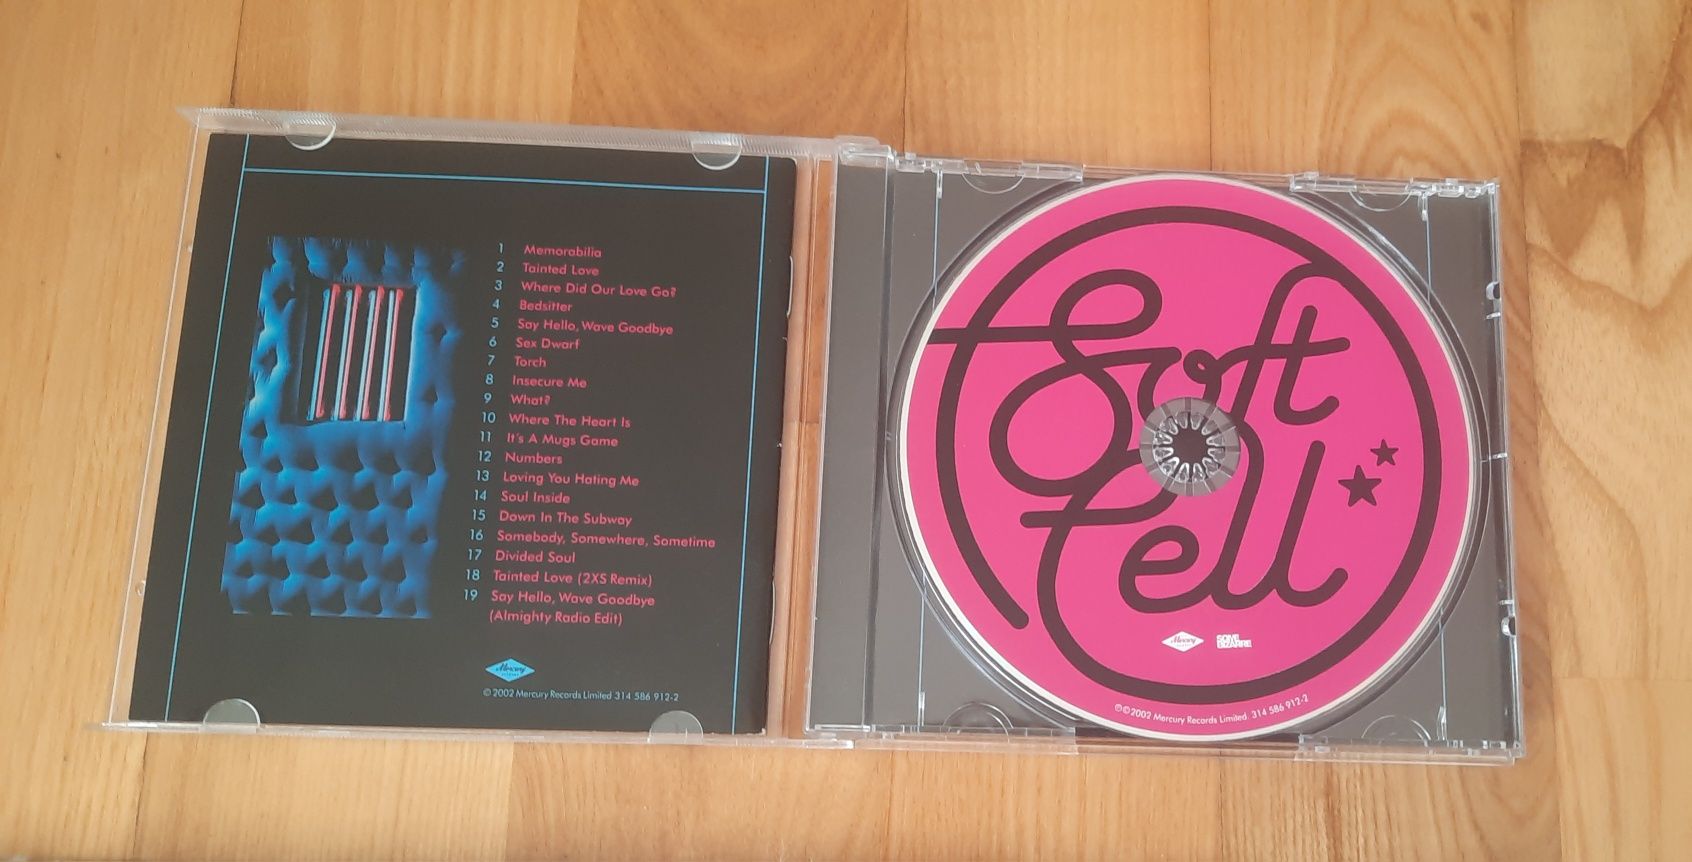 1 Memorabilia
2 Tainted Love
3 Where Did Our Love Go?
4 Bedsitter
5 Say Hello, Wave Goodbye
6 Sex Dwarf
7 Torch
8 Insecure Me
9 What?
10 Where The Heart Is
11 It's A Mugs Game
12 Numbers
13 Loving You Hating Me
14 Soul Inside
15 Down In The Subway
16 Somebody, Somewhere, Sometime
17 Divided Soul
18 Tainted Love (2XS Remix)
19 Say Hello, Wave Goodbye
(Almighty Radio Edit)
Mercury
© 2002 Mercury Records Limited 314 586 912-2
Soft
Cell
Mercury
SOME
BIZARRE
℗©2002 Mercury Records Limited. 314 586 912-2